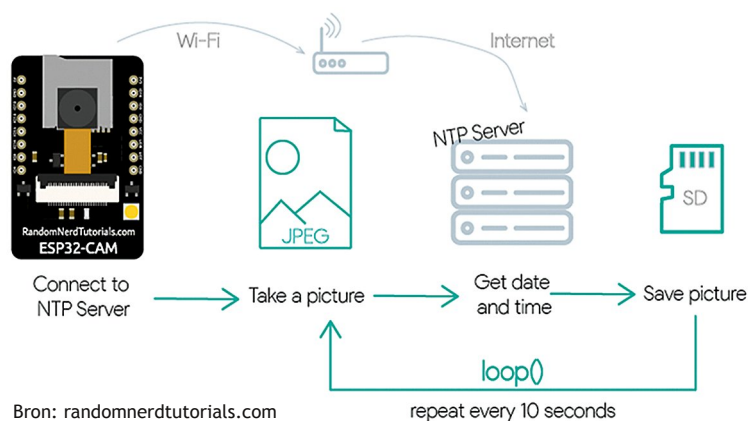 Wi-Fi
Internet
NTP Server
JPEG
SD
RandomNerdTutorials.com
ESP32-CAM
Connect to
NTP Server
Take a picture
Get date
and time
Save picture
loop()
repeat every 10 seconds
Bron: randomnerdtutorials.com